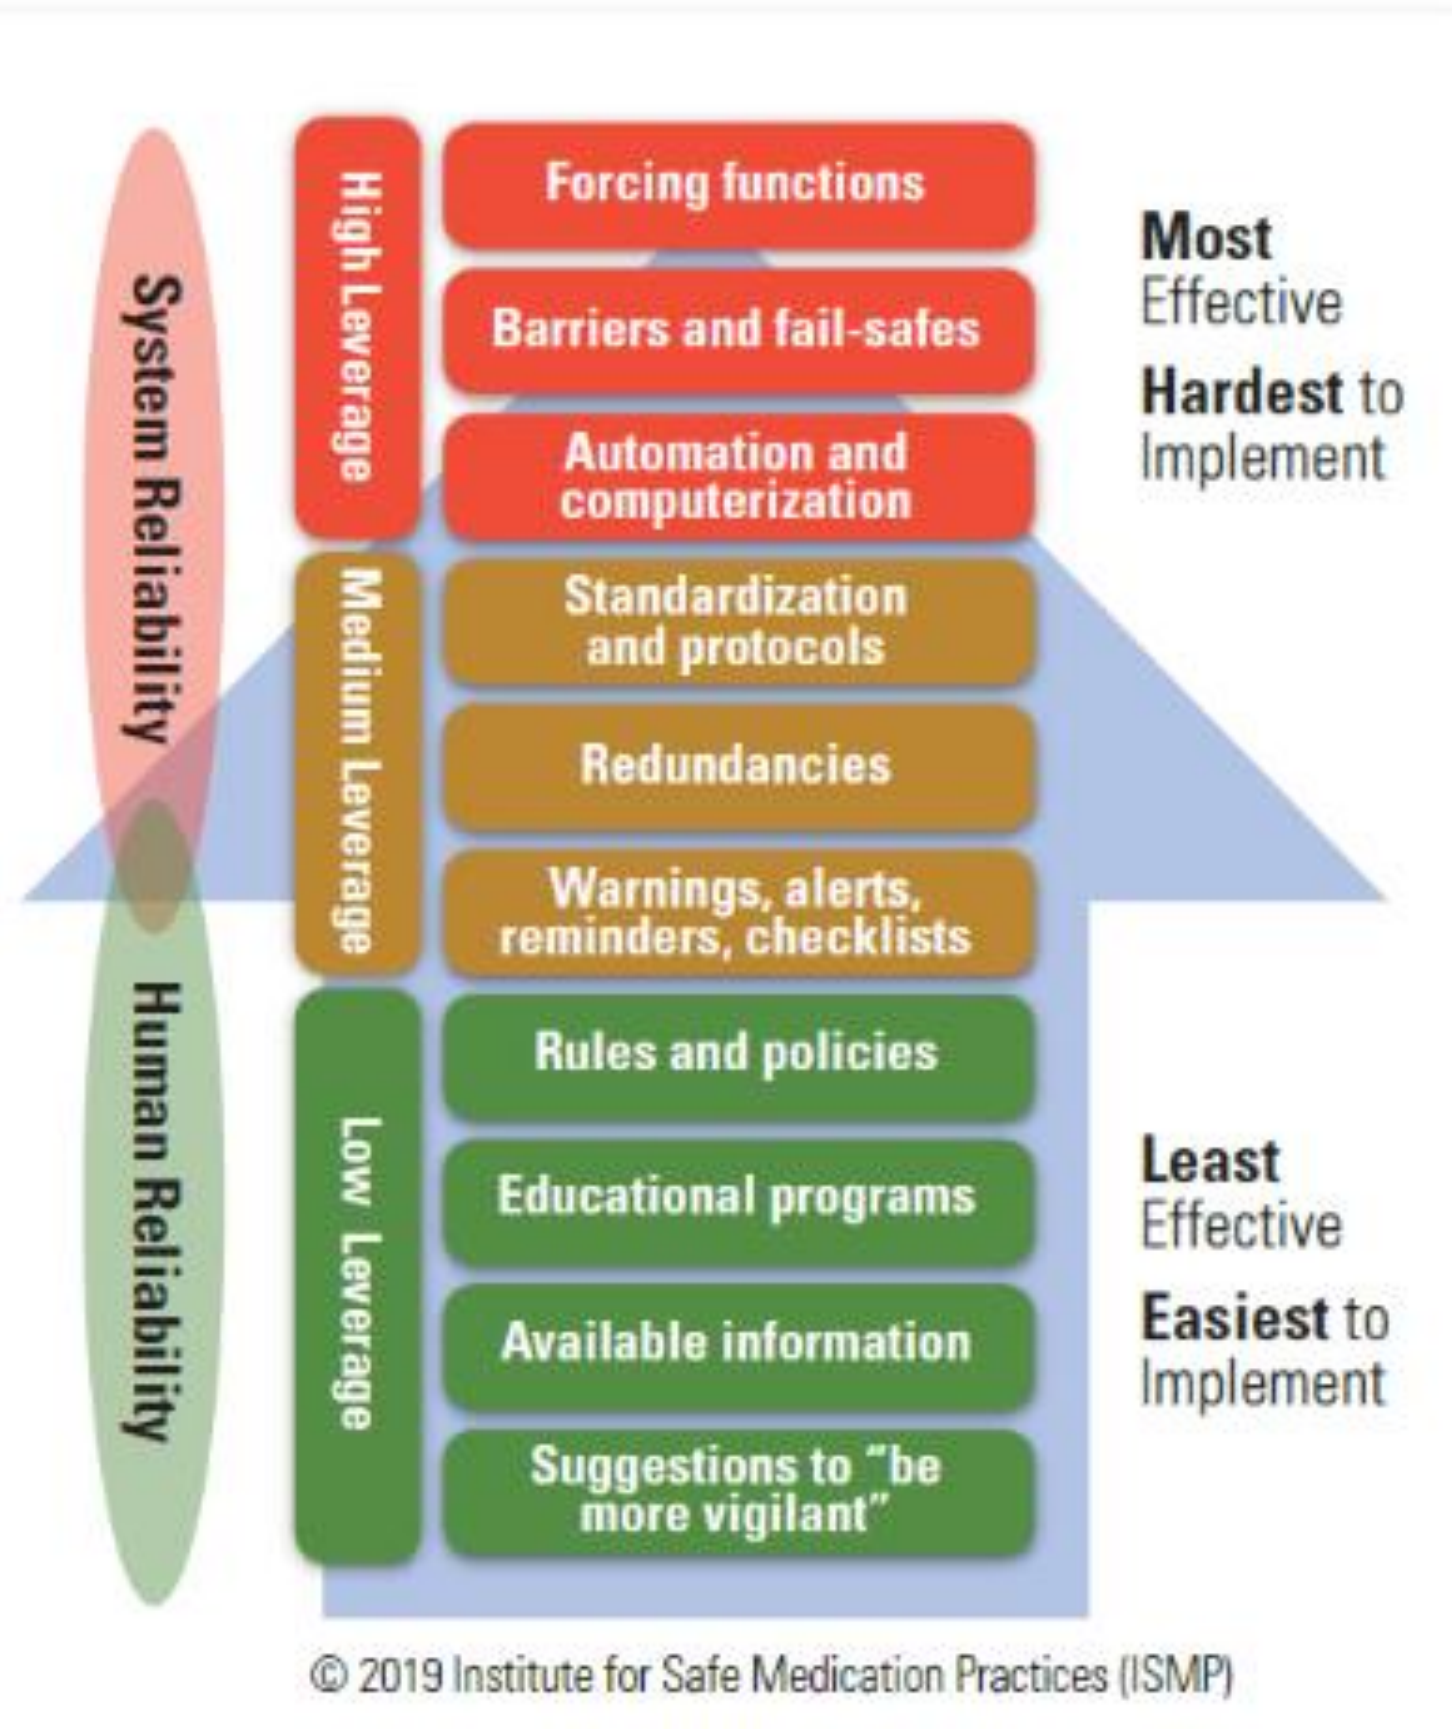 System Reliability
Human Reliability
High Leverage
Forcing functions
Barriers and fail-safes
Automation and
computerization
Medium Leverage
Standardization
and protocols
Redundancies
Warnings, alerts,
reminders, checklists
Low Leverage
Rules and policies
Educational programs
Available information
Suggestions to “be
more vigilant”
Most
Effective
Hardest to
Implement
Least
Effective
Easiest to
Implement
© 2019 Institute for Safe Medication Practices (ISMP)